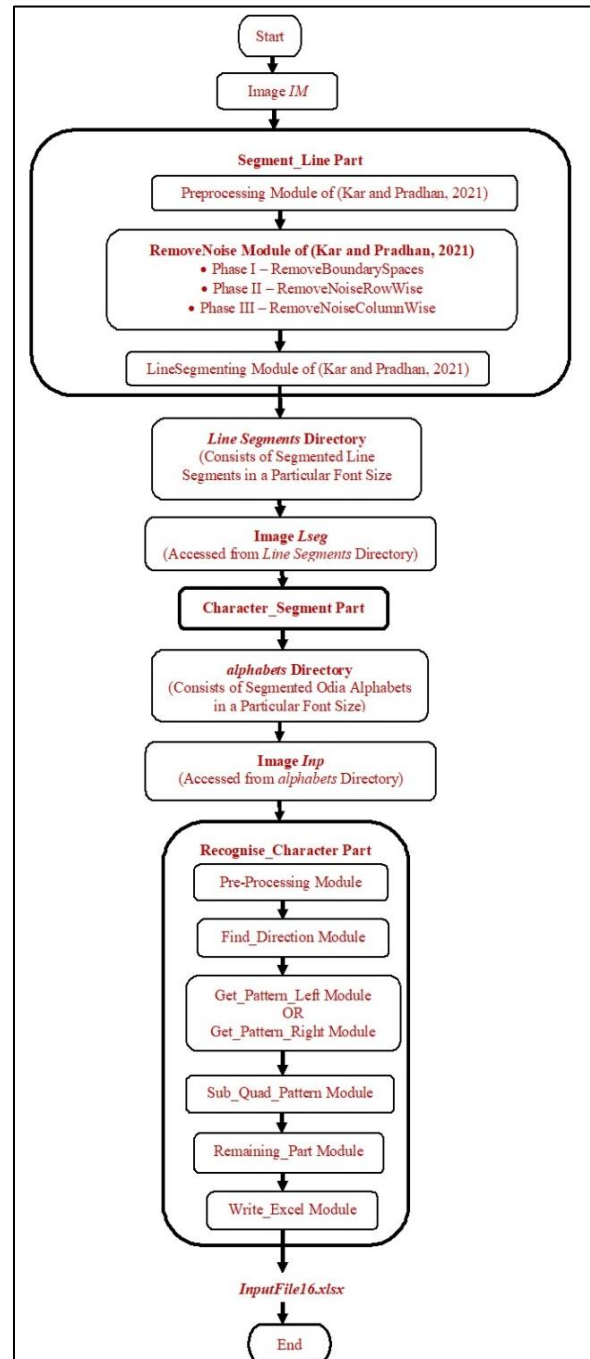 Start
Image IM
Segment_Line Part
Preprocessing Module of (Kar and Pradhan, 2021)
RemoveNoise Module of (Kar and Pradhan, 2021)
• Phase I – RemoveBoundarySpaces
• Phase II – RemoveNoiseRowWise
• Phase III – RemoveNoiseColumnWise
LineSegmenting Module of (Kar and Pradhan, 2021)
Line Segments Directory
(Consists of Segmented Line
Segments in a Particular Font Size
Image Lseg
(Accessed from Line Segments Directory)
Character_Segment Part
alphabets Directory
(Consists of Segmented Odia Alphabets
in a Particular Font Size)
Image Inp
(Accessed from alphabets Directory)
Recognise_Character Part
Pre-Processing Module
Find_Direction Module
Get_Pattern_Left Module
OR
Get_Pattern_Right Module
Sub_Quad_Pattern Module
Remaining_Part Module
Write_Excel Module
InputFile16.xlsx
End